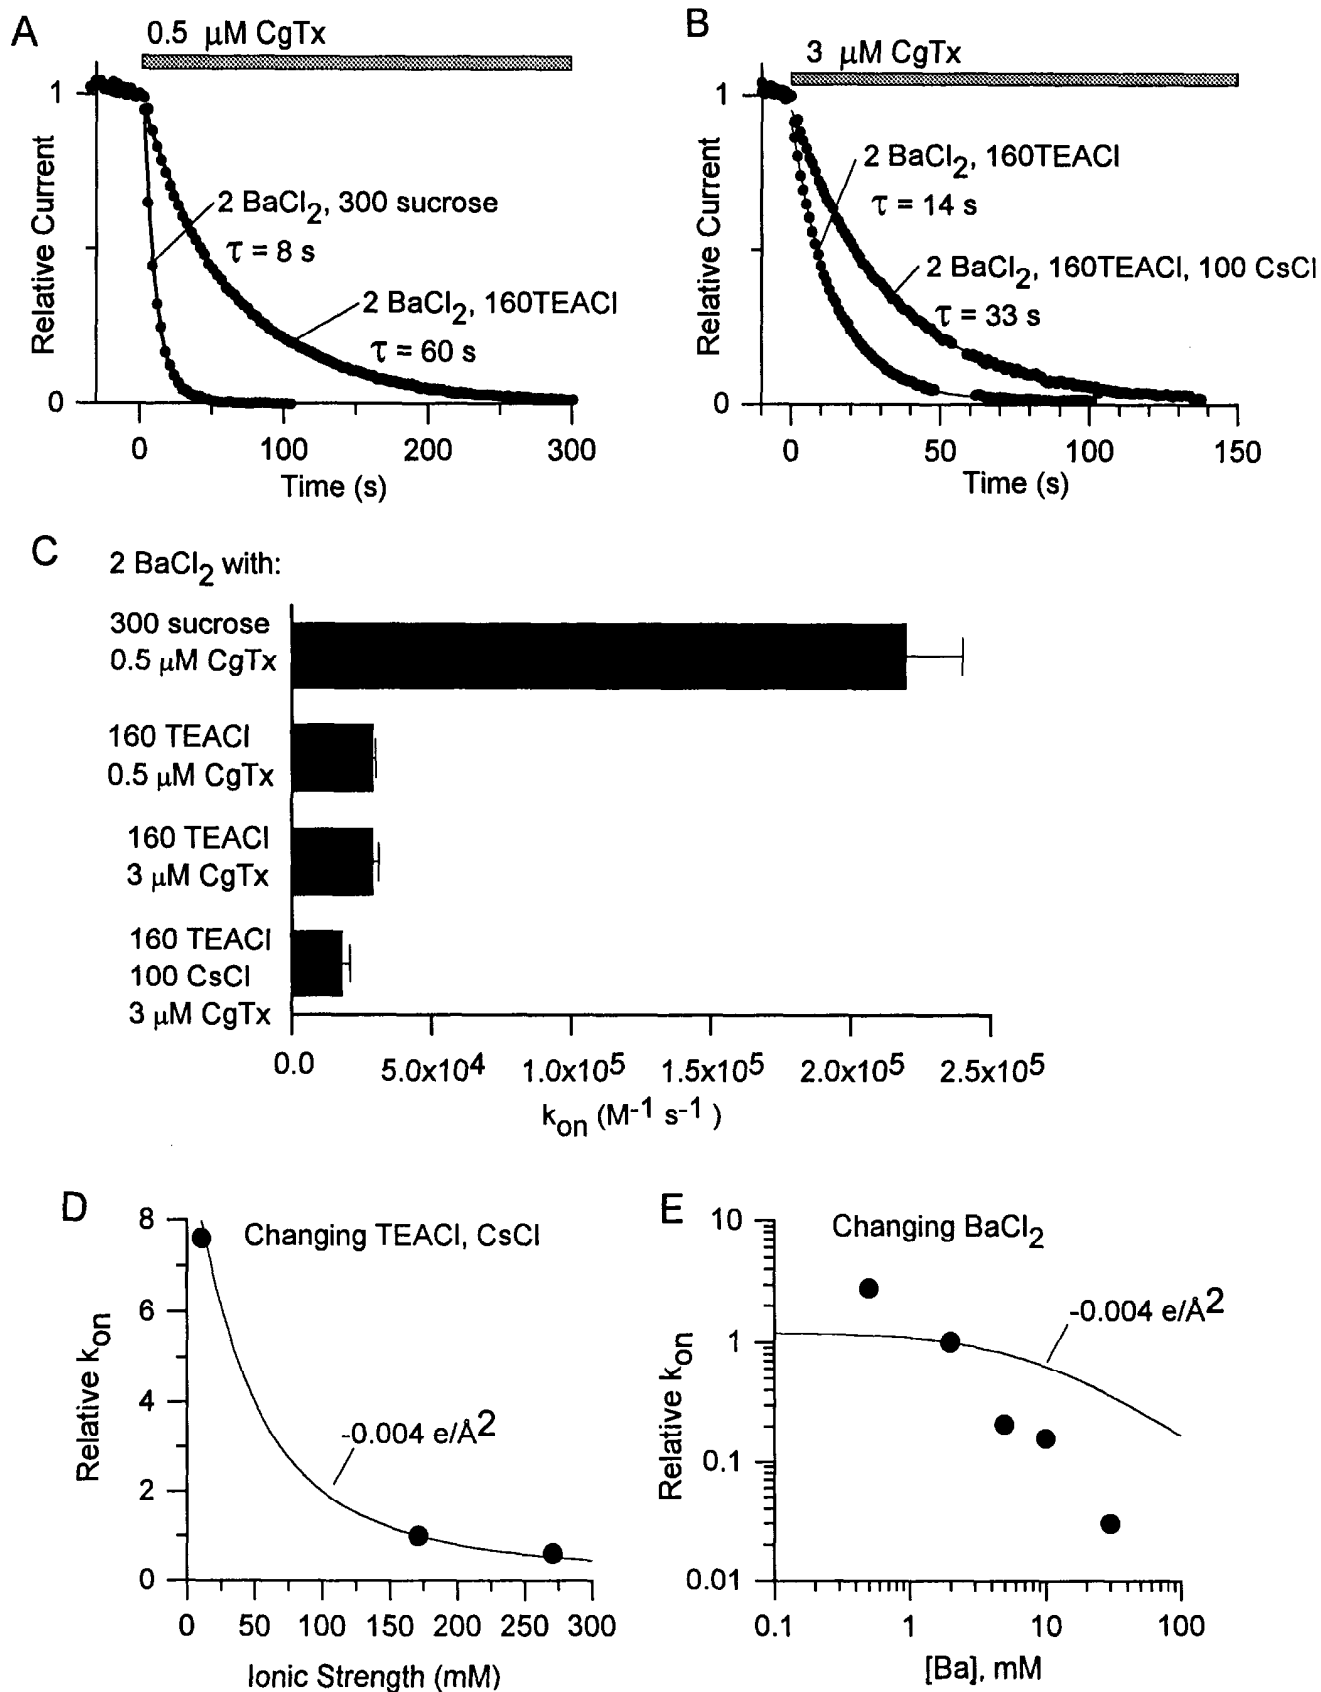 A
0.5 μM CgTx
1
0
Relative Current
2 BaCl2, 300 sucrose
τ = 8 s
2 BaCl2, 160TEACl
τ = 60 s
0 100 200 300
Time (s)
B
3 μM CgTx
1
0
Relative Current
2 BaCl2, 160TEACl
τ = 14 s
2 BaCl2, 160TEACl, 100 CsCl
τ = 33 s
0 50 100 150
Time (s)
C
2 BaCl2 with:
300 sucrose
0.5 μM CgTx
160 TEACl
0.5 μM CgTx
160 TEACl
3 μM CgTx
160 TEACl
100 CsCl
3 μM CgTx
0.0 5.0x10^4 1.0x10^5 1.5x10^5 2.0x10^5 2.5x10^5
kon (M-1 s-1 )
D
Changing TEACl, CsCl
8
6
4
2
0
Relative kon
-0.004 e/Å2
0 50 100 150 200 250 300
Ionic Strength (mM)
E
Changing BaCl2
10
1
0.1
0.01
Relative kon
-0.004 e/Å2
0.1 1 10 100
[Ba], mM